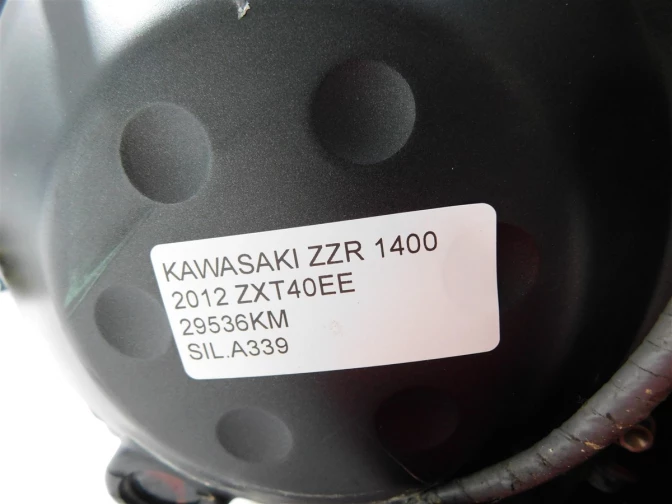 KAWASAKI ZZR 1400
2012 ZXT40EE
29536KM
SIL.A339